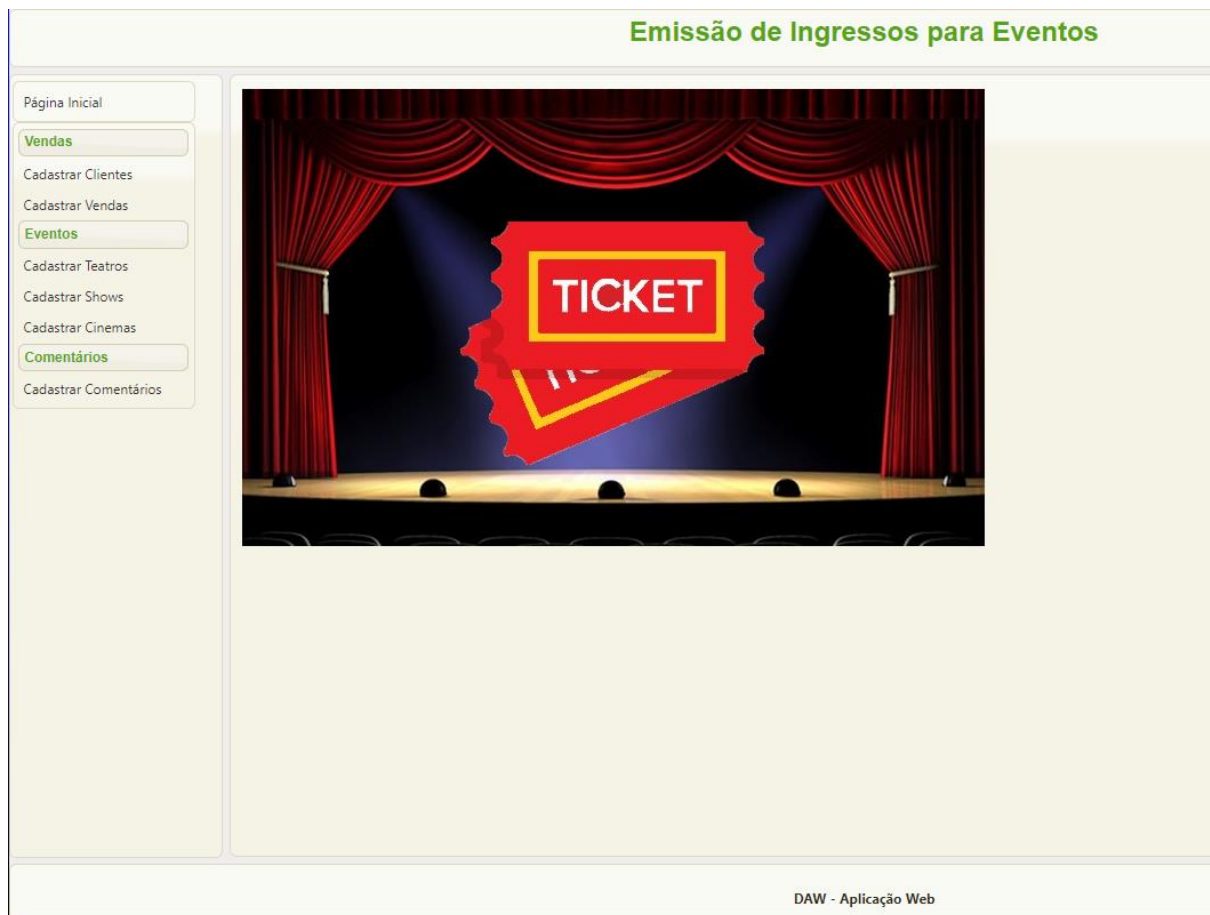 Emissão de Ingressos para Eventos
Página Inicial
Vendas
Cadastrar Clientes
Cadastrar Vendas
Eventos
Cadastrar Teatros
Cadastrar Shows
Cadastrar Cinemas
Comentários
Cadastrar Comentários
TICKET
DAW - Aplicação Web